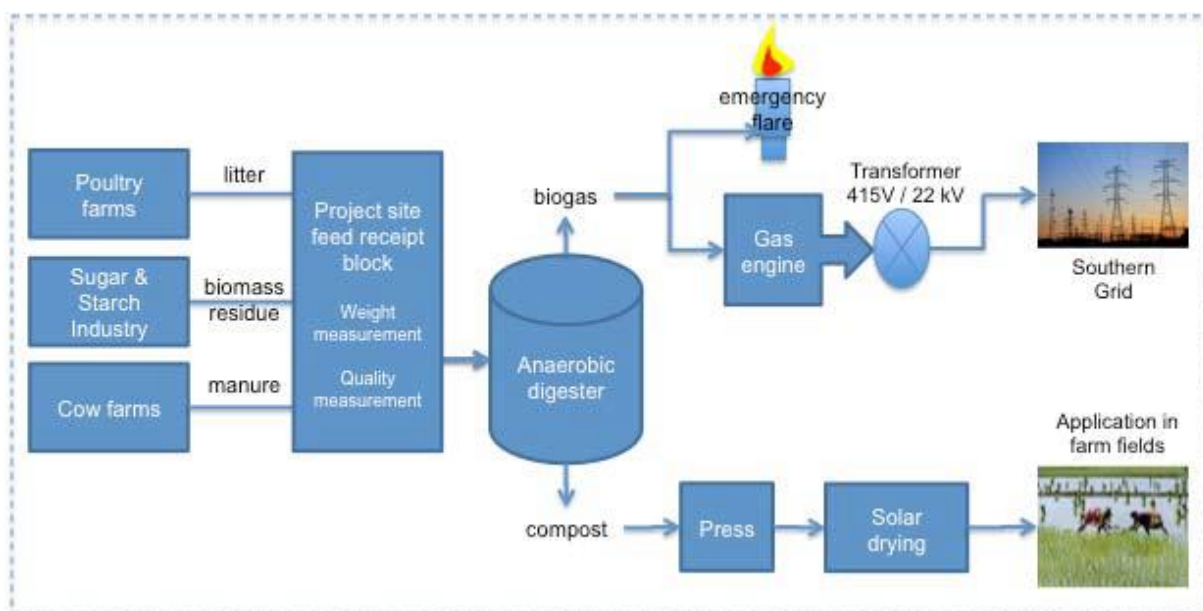 Poultry
farms
litter
Sugar &
Starch
Industry
biomass
residue
Cow farms
manure
Project site
feed receipt
block
Weight
measurement
Quality
measurement
Anaerobic
digester
biogas
emergency
flare
Gas
engine
Transformer
415V / 22 kV
Southern
Grid
compost
Press
Solar
drying
Application in
farm fields